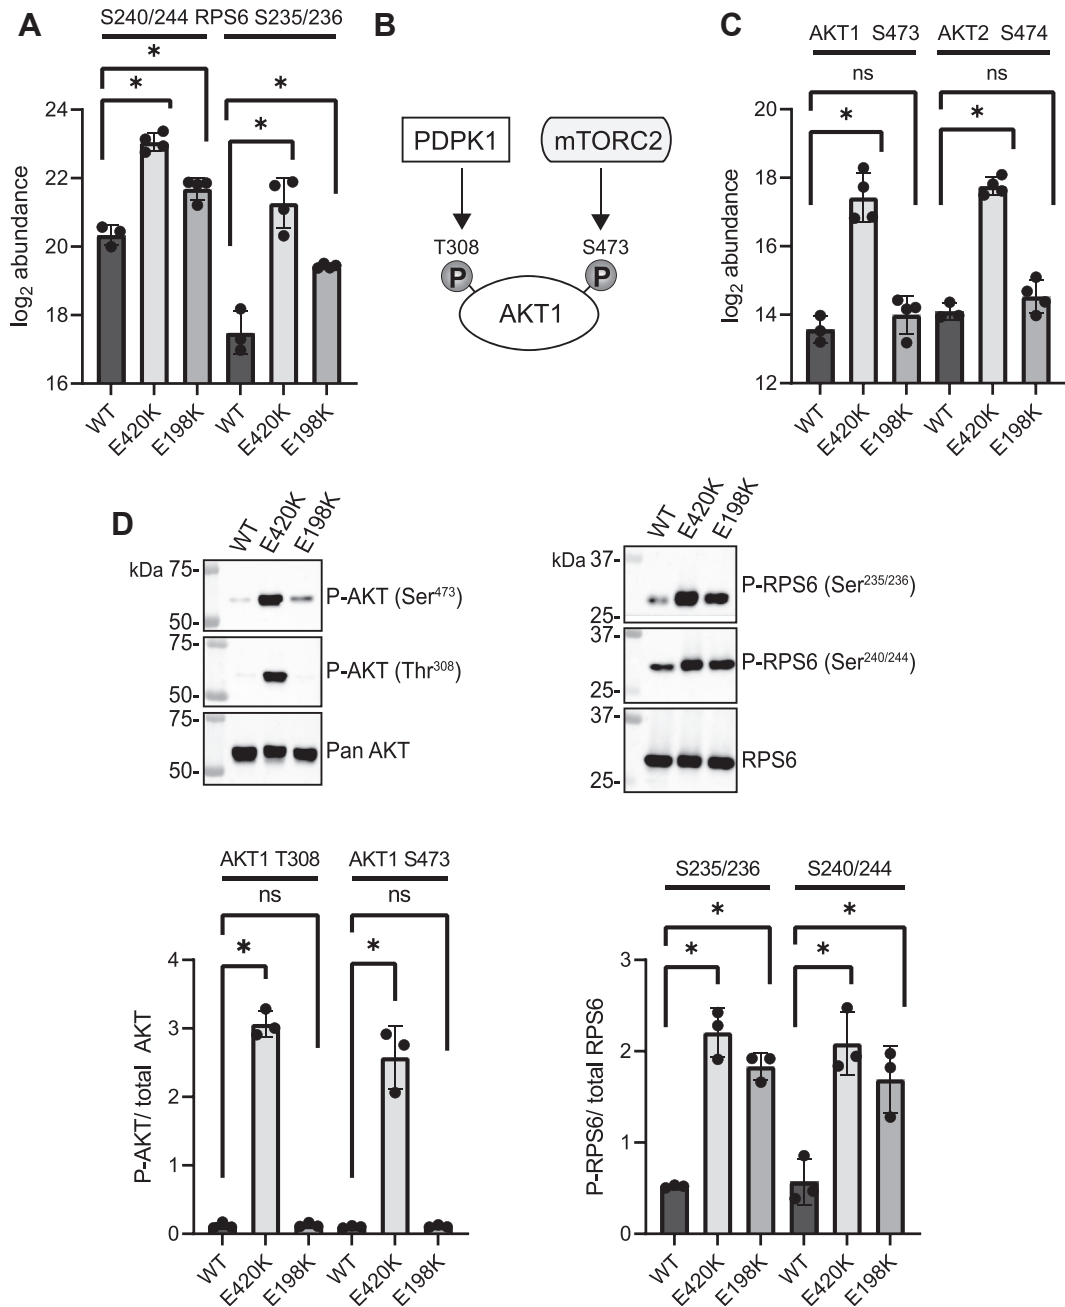 A
S240/244 RPS6 S235/236
*
*
*
*
log2 abundance
24
22
20
18
16
WT
E420K
E198K
WT
E420K
E198K
B
PDPK1
mTORC2
T308
S473
P
P
AKT1
C
AKT1 S473
AKT2 S474
ns
ns
*
*
log2 abundance
20
18
16
14
12
WT
E420K
E198K
WT
E420K
E198K
D
WT
E420K
E198K
kDa 75-
50-
P-AKT (Ser473)
75-
50-
P-AKT (Thr308)
75-
50-
Pan AKT
WT
E420K
E198K
kDa 37-
25-
P-RPS6 (Ser235/236)
37-
25-
P-RPS6 (Ser240/244)
37-
25-
RPS6
AKT1 T308
AKT1 S473
ns
ns
*
*
P-AKT/ total AKT
4
3
2
1
0
WT
E420K
E198K
WT
E420K
E198K
S235/236
S240/244
*
*
*
*
P-RPS6/ total RPS6
3
2
1
0
WT
E420K
E198K
WT
E420K
E198K